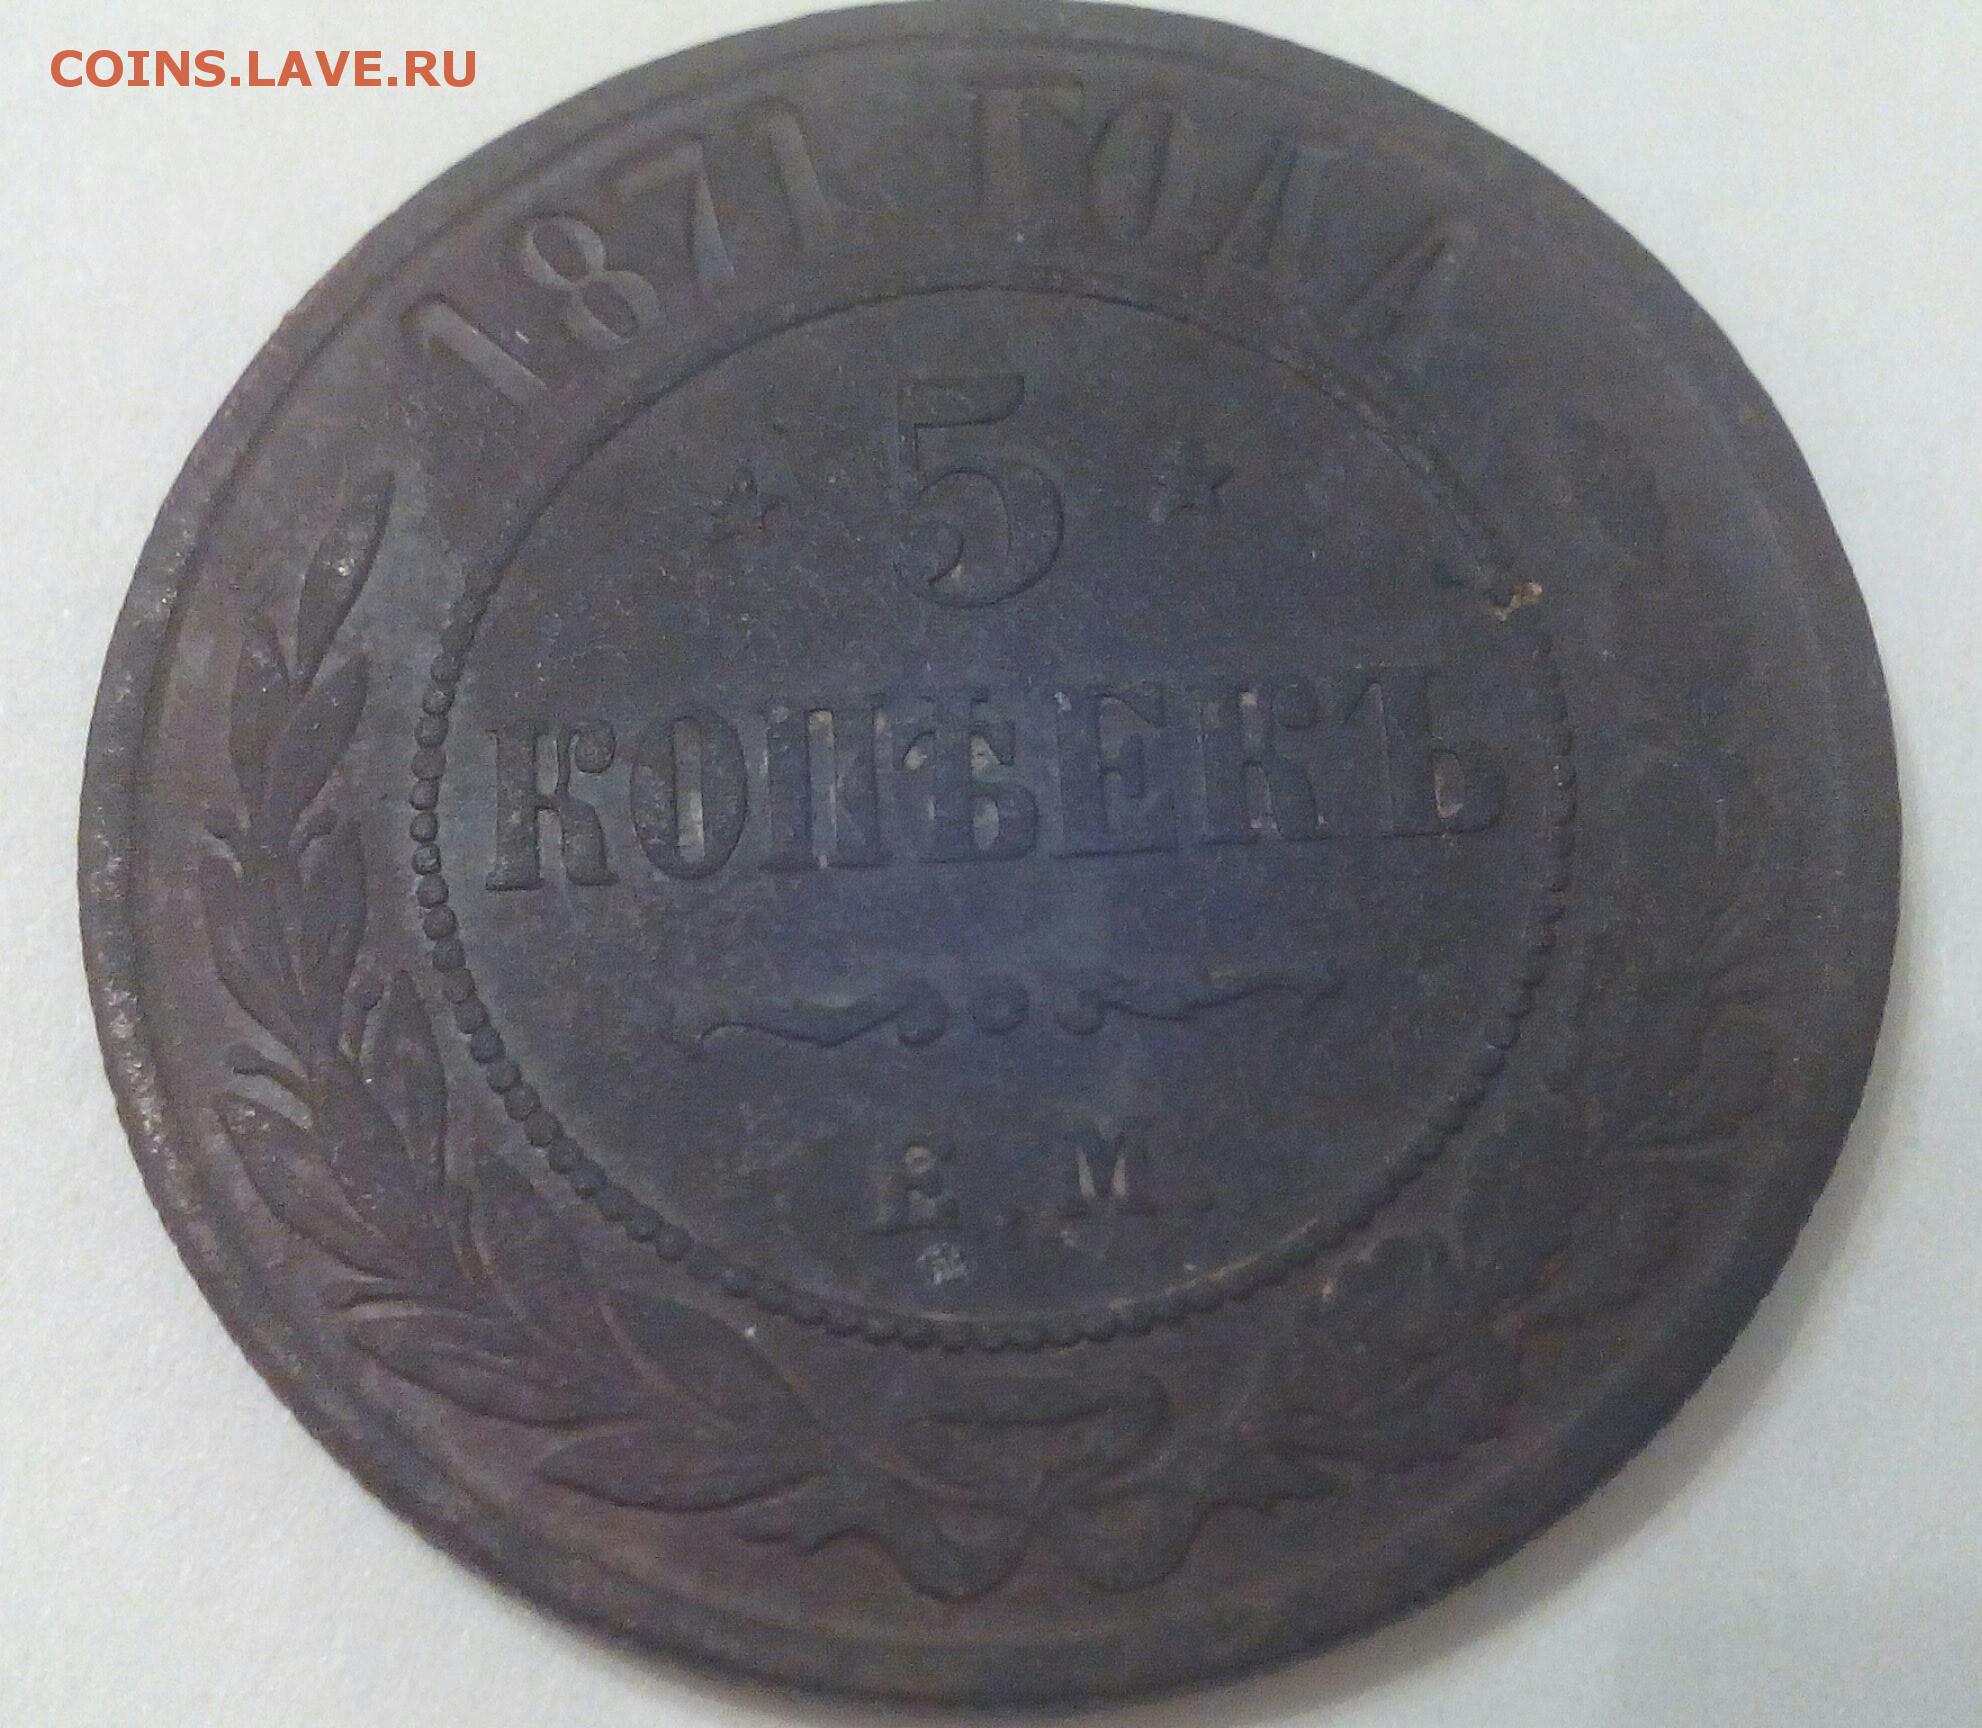 COINS.LAVE.RU
1871 ГОДА
5
КОПѢЕКЪ
Е.М.